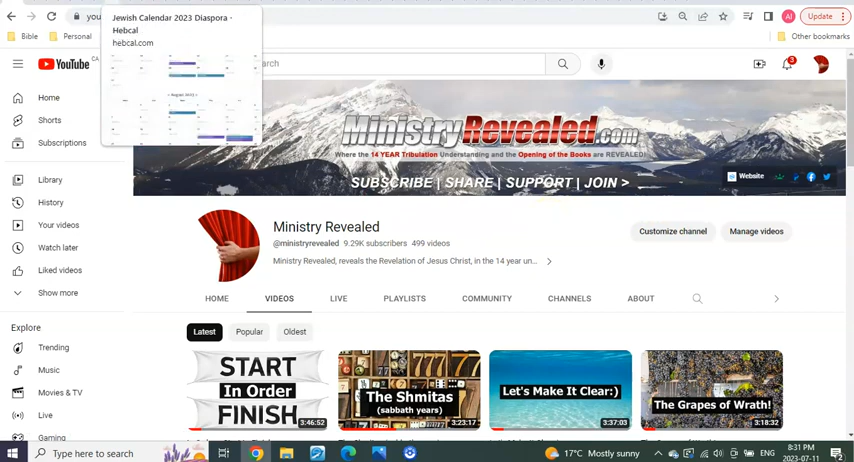 Jewish Calendar 2023 Diaspora ·
Hebcal
hebcal.com
you
AI
Update
Bible
Personal
Other bookmarks
YouTube CA
arch
3
MinistryRevealed.com
Where the 14 YEAR Tribulation Understanding and the Opening of the Books are REVEALED!
SUBSCRIBE | SHARE | SUPPORT | JOIN >
Website
Home
Shorts
Subscriptions
Library
History
Your videos
Watch later
Liked videos
Show more
Explore
Trending
Music
Movies & TV
Live
Gaming
Ministry Revealed
@ministryrevealed 9.29K subscribers 499 videos
Ministry Revealed, reveals the Revelation of Jesus Christ, in the 14 year un...
Customize channel
Manage videos
HOME VIDEOS LIVE PLAYLISTS COMMUNITY CHANNELS ABOUT
Latest Popular Oldest
START
In Order
FINISH
3:46:52
The Shmitas
(sabbath years)
3:23:17
Let's Make It Clear:)
3:37:03
The Grapes of Wrath!
3:18:32
Type here to search
17°C Mostly sunny
ENG
8:31 PM
2023-07-11
2